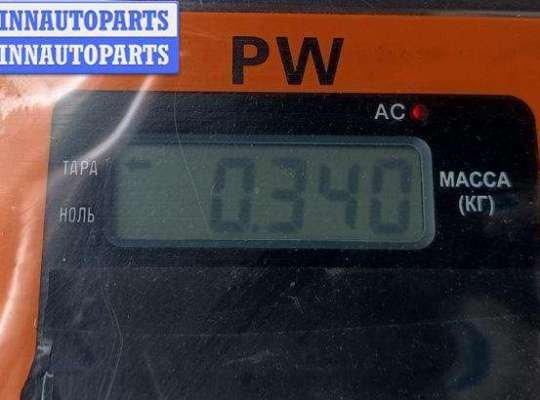 INNAUTOPARTS
INNAUTOPARTS
PW
AC
ТАРА
0.340
МАССА
(КГ)
НОЛЬ